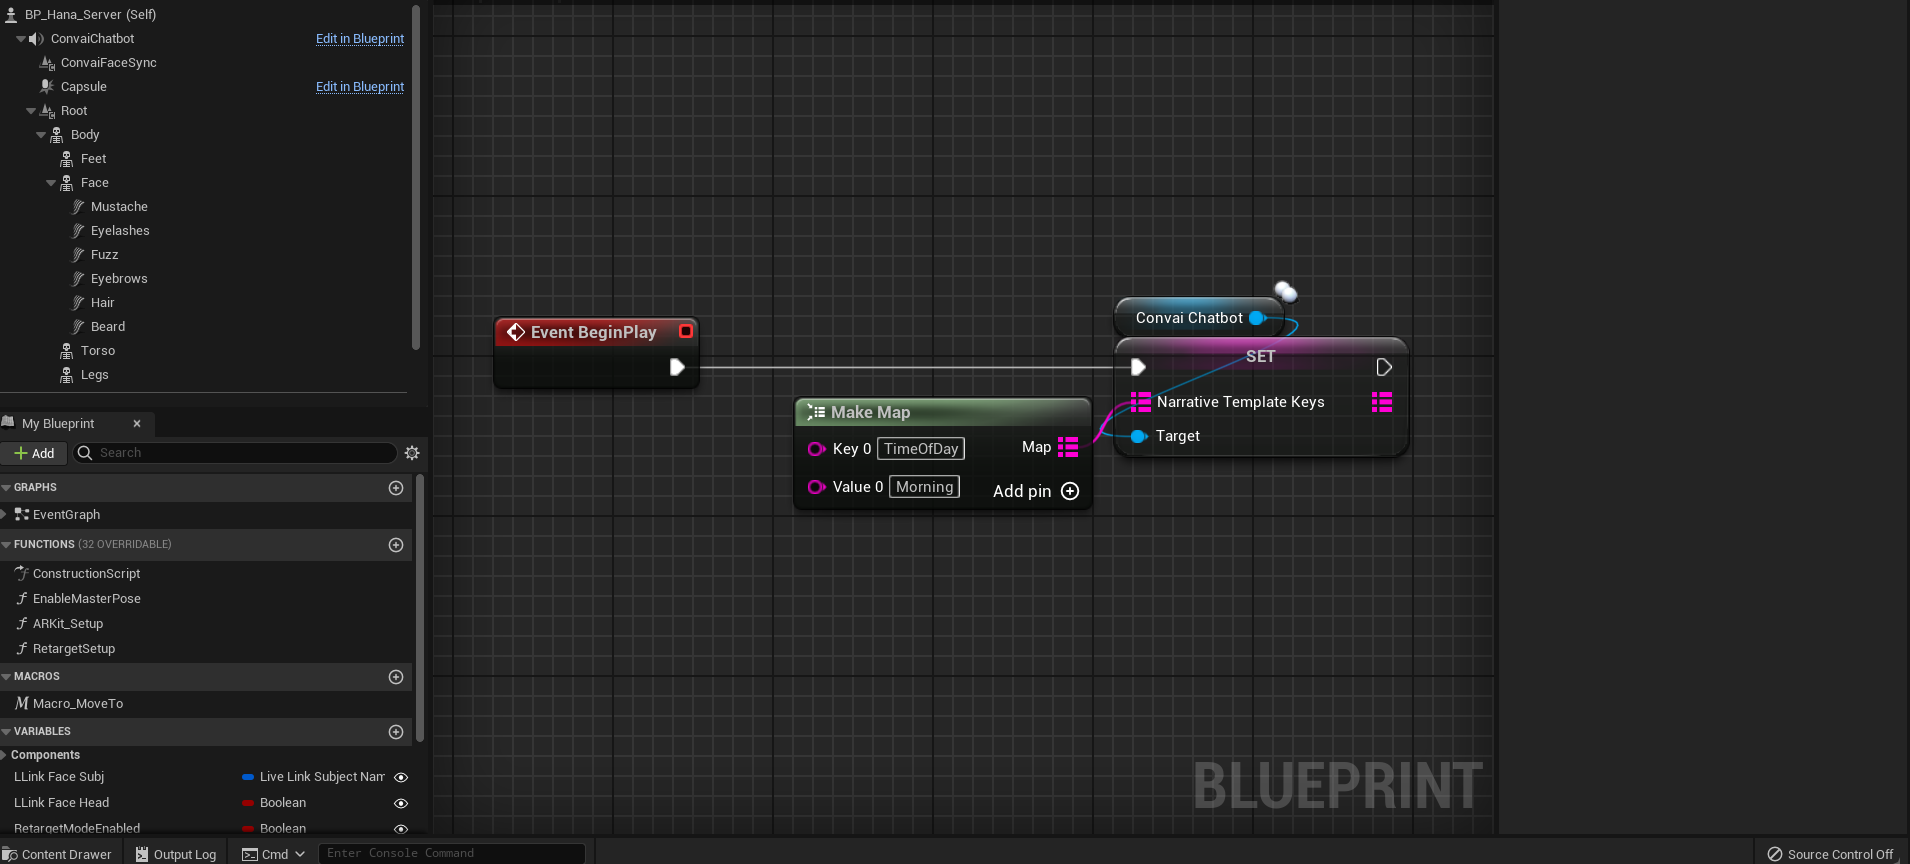 BP_Hana_Server (Self)
ConvaiChatbot Edit in Blueprint
ConvaiFaceSync
Capsule Edit in Blueprint
Root
Body
Feet
Face
Mustache
Eyelashes
Fuzz
Eyebrows
Hair
Beard
Torso
Legs
My Blueprint
Add Search
GRAPHS
EventGraph
FUNCTIONS (32 OVERRIDABLE)
ConstructionScript
EnableMasterPose
ARKit_Setup
RetargetSetup
MACROS
Macro_MoveTo
VARIABLES
Components
LLink Face Subj Live Link Subject Nam
LLink Face Head Boolean
RetargetModeEnabled Boolean
Event BeginPlay
Make Map
Key 0 TimeOfDay Map
Value 0 Morning Add pin
Convai Chatbot
SET
Narrative Template Keys
Target
BLUEPRINT
Content Drawer Output Log Cmd Enter Console Command Source Control Off